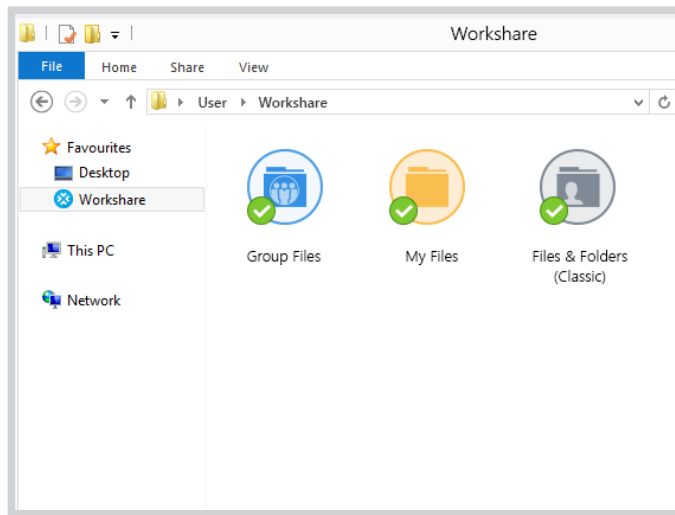 Workshare
File Home Share View
User Workshare
Favourites
Desktop
Workshare
This PC
Network
Group Files
My Files
Files & Folders
(Classic)